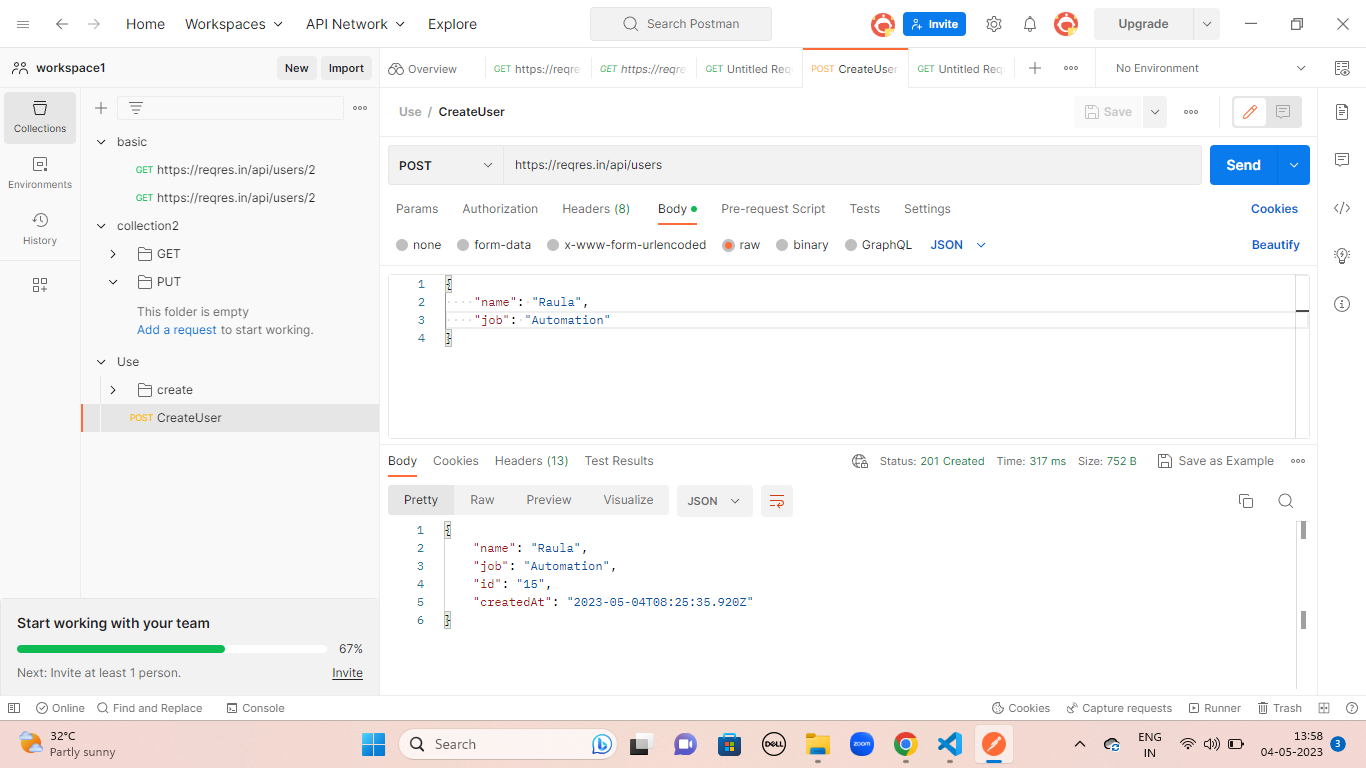 Home Workspaces API Network Explore Search Postman Invite Upgrade
workspace1 New Import Overview GET https://reqres GET https://reqre GET Untitled Req POST CreateUser GET Untitled Req No Environment
Use / CreateUser Save
Collections
Environments
History
basic
GET https://reqres.in/api/users/2
GET https://reqres.in/api/users/2
collection2
GET
PUT
This folder is empty
Add a request to start working.
Use
create
POST CreateUser
POST https://reqres.in/api/users Send
Params Authorization Headers (8) Body Pre-request Script Tests Settings Cookies
none form-data x-www-form-urlencoded raw binary GraphQL JSON Beautify
1 {
2 "name": "Raula",
3 "job": "Automation"
4 }
Body Cookies Headers (13) Test Results Status: 201 Created Time: 317 ms Size: 752 B Save as Example
Pretty Raw Preview Visualize JSON
1 {
2 "name": "Raula",
3 "job": "Automation",
4 "id": "15",
5 "createdAt": "2023-05-04T08:25:35.920Z"
6 }
Start working with your team
67%
Next: Invite at least 1 person. Invite
Online Find and Replace Console Cookies Capture requests Runner Trash
32°C
Partly sunny
Search
DELL
zoom
ENG
IN
13:58
04-05-2023
3